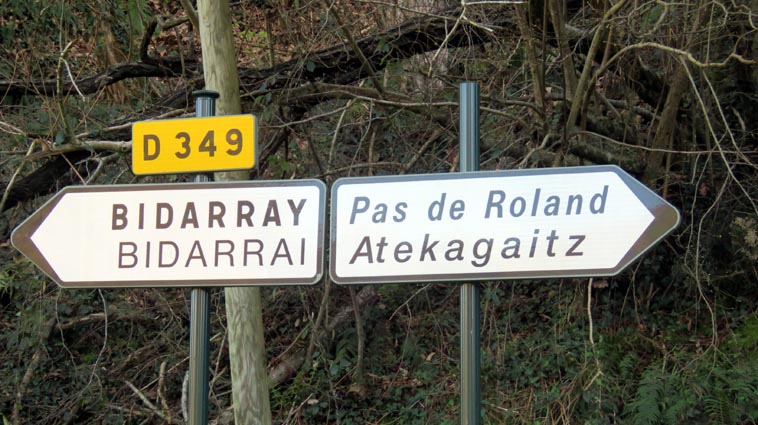 D 349
BIDARRAY
BIDARRAI
Pas de Roland
Atekagaitz